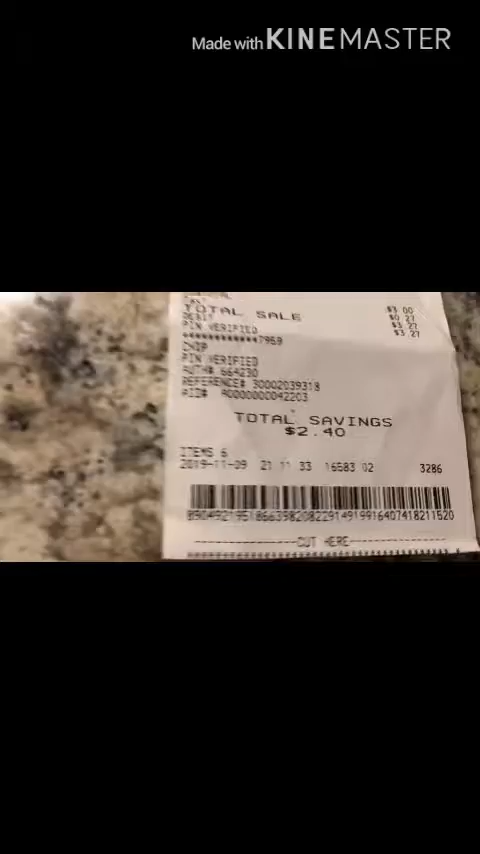 Made with KINEMASTER
$3.00
$0.27
TOTAL SALE $3.27
DEBIT $3.27
PIN VERIFIED
************7959
CHIP
PIN VERIFIED
AUTH# 664230
REFERENCE# 30002039318
AID# A0000000042203
TOTAL SAVINGS
$2.40
ITEMS 6
2019-11-09 21 11 33 16583 02 3286
CUT HERE